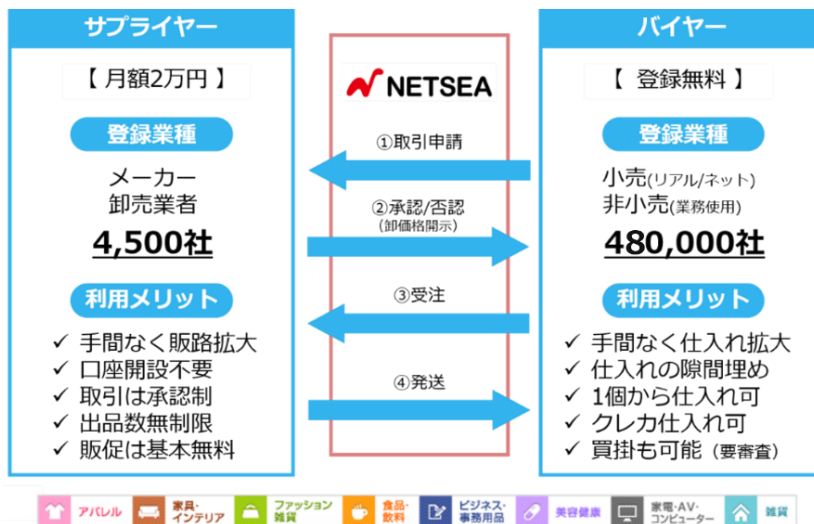 サプライヤー
【 月額2万円 】
登録業種
メーカー
卸売業者
4,500社
利用メリット
✓ 手間なく販路拡大
✓ 口座開設不要
✓ 取引は承認制
✓ 出品数無制限
✓ 販促は基本無料
NETSEA
①取引申請
②承認/否認
(卸価格開示)
③受注
④発送
バイヤー
【 登録無料 】
登録業種
小売(リアル/ネット)
非小売(業務使用)
480,000社
利用メリット
✓ 手間なく仕入れ拡大
✓ 仕入れの隙間埋め
✓ 1個から仕入れ可
✓ クレカ仕入れ可
✓ 買掛も可能（要審査）
アパレル
家具・
インテリア
ファッション
雑貨
食品・
飲料
ビジネス・
事務用品
美容健康
家電・AV・
コンピューター
雑貨